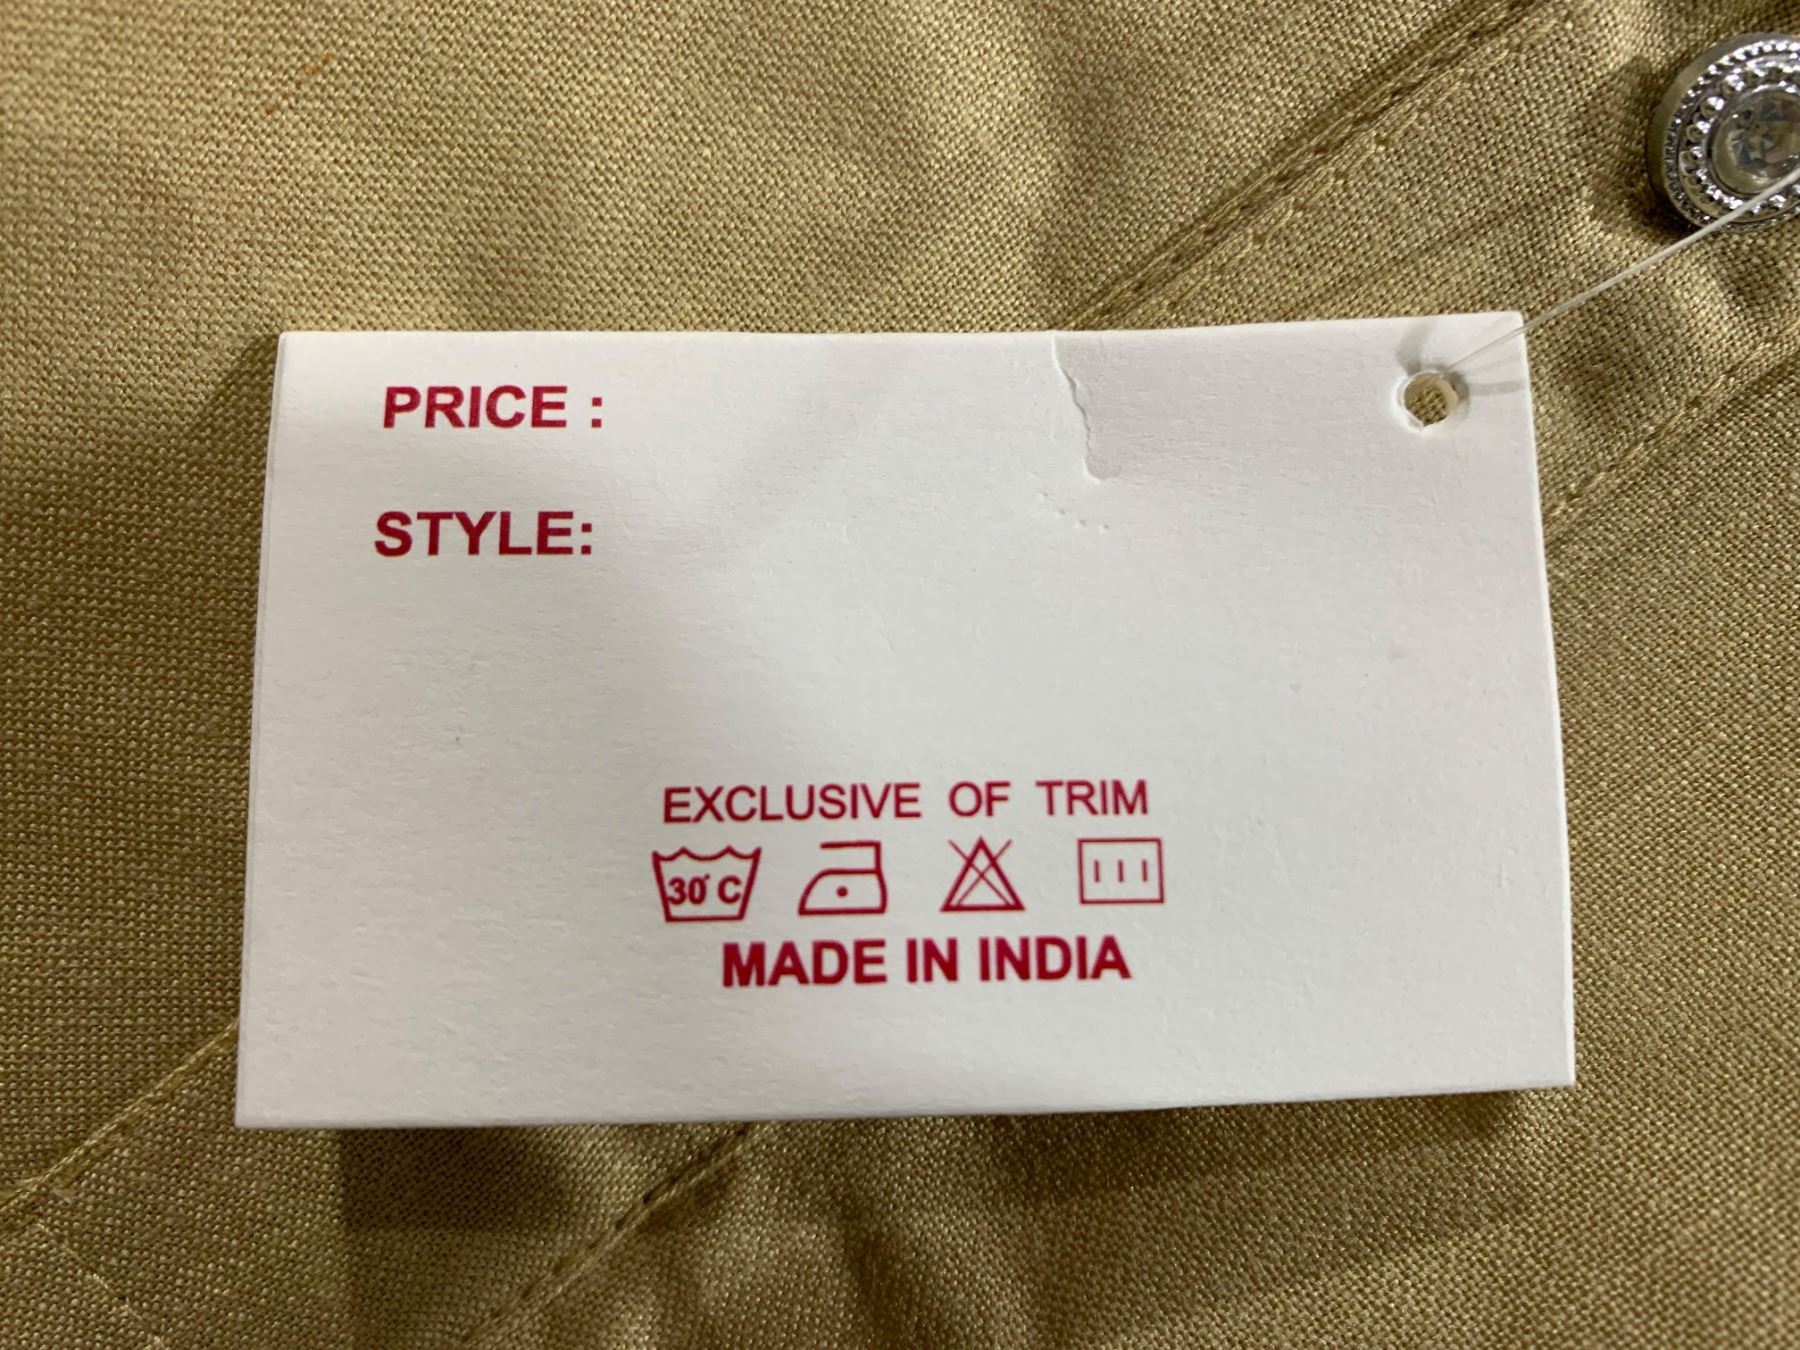 PRICE :
STYLE:
EXCLUSIVE OF TRIM
30° C
MADE IN INDIA